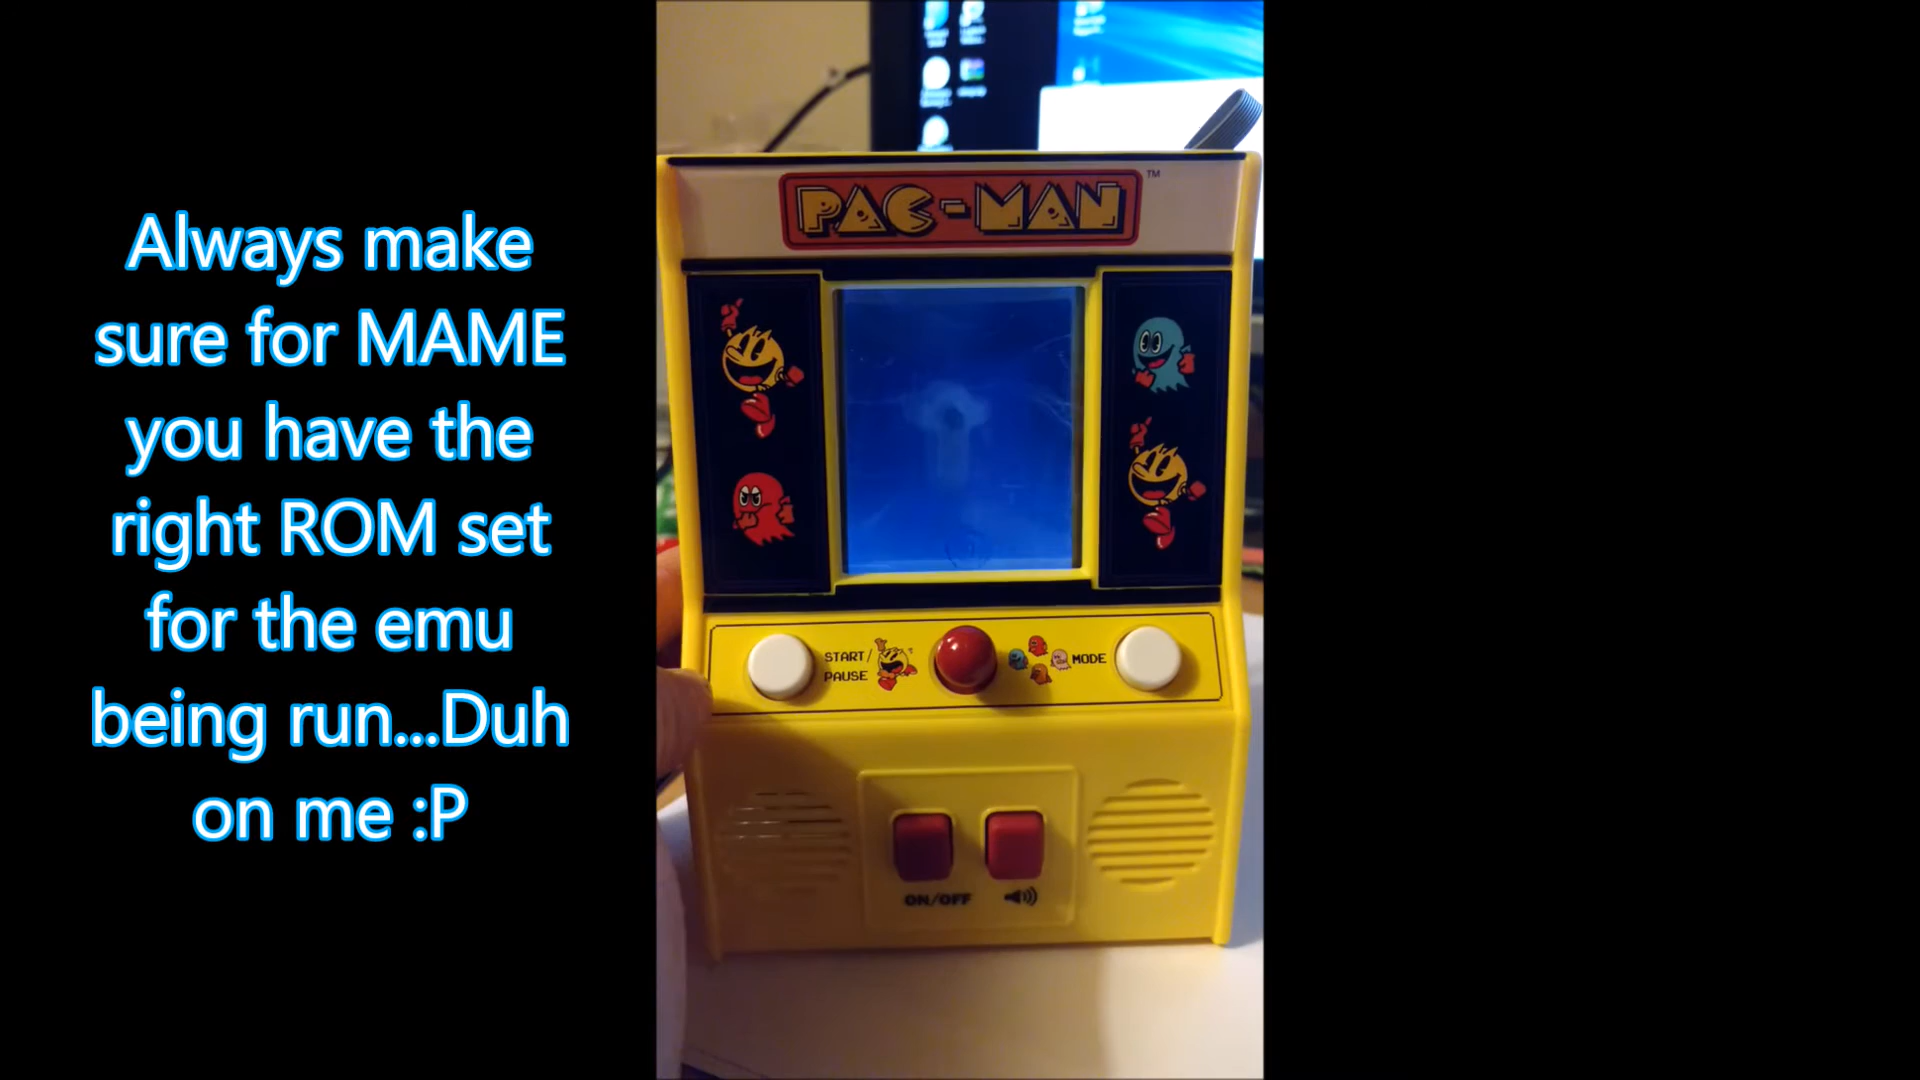 Always make
sure for MAME
you have the
right ROM set
for the emu
being run...Duh
on me :P
PAC-MAN ™
START/
PAUSE
MODE
ON/OFF